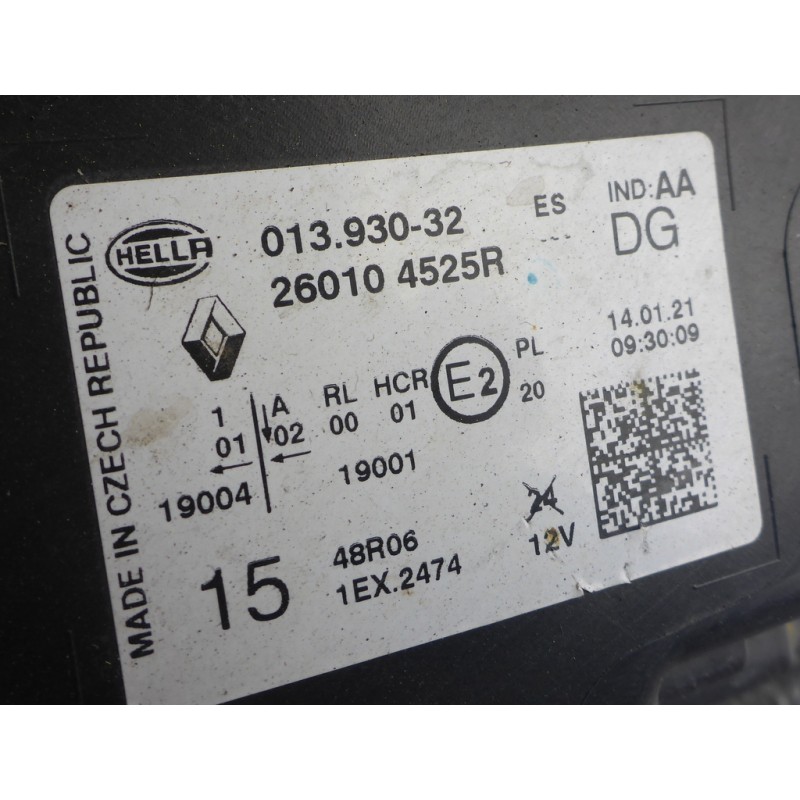 MADE IN CZECH REPUBLIC
HELLA
013.930-32
26010 4525R
ES
IND:AA
DG
14.01.21
09:30:09
1 A RL HCR E2 PL
01 02 00 01 20
19004 19001
24
12V
15
48R06
1EX.2474